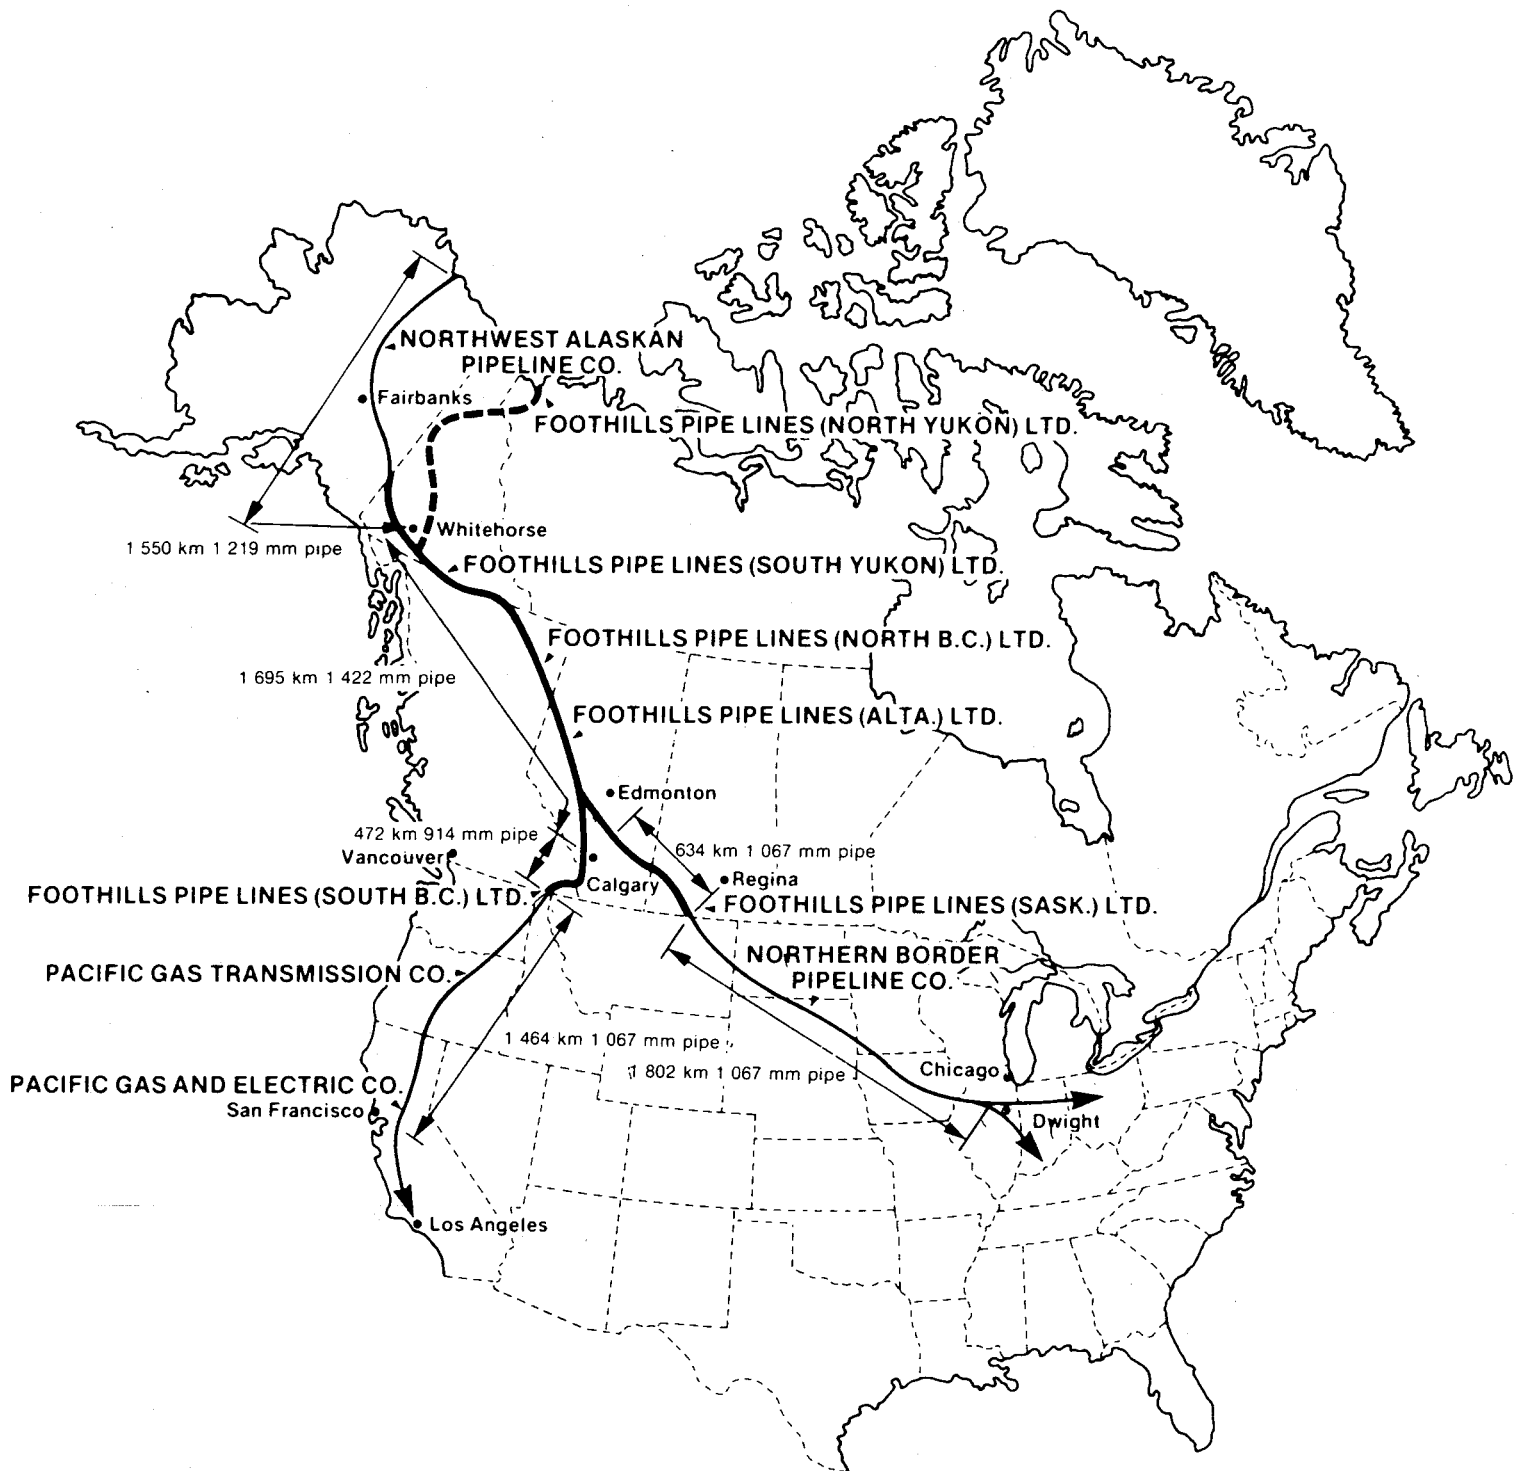 NORTHWEST ALASKAN
PIPELINE CO.
Fairbanks
FOOTHILLS PIPE LINES (NORTH YUKON) LTD.
Whitehorse
1 550 km 1 219 mm pipe
FOOTHILLS PIPE LINES (SOUTH YUKON) LTD.
FOOTHILLS PIPE LINES (NORTH B.C.) LTD.
1 695 km 1 422 mm pipe
FOOTHILLS PIPE LINES (ALTA.) LTD.
Edmonton
472 km 914 mm pipe
634 km 1 067 mm pipe
Vancouver
Calgary
Regina
FOOTHILLS PIPE LINES (SOUTH B.C.) LTD.
FOOTHILLS PIPE LINES (SASK.) LTD.
NORTHERN BORDER
PIPELINE CO.
PACIFIC GAS TRANSMISSION CO.
1 464 km 1 067 mm pipe
1 802 km 1 067 mm pipe
Chicago
PACIFIC GAS AND ELECTRIC CO.
San Francisco
Dwight
Los Angeles